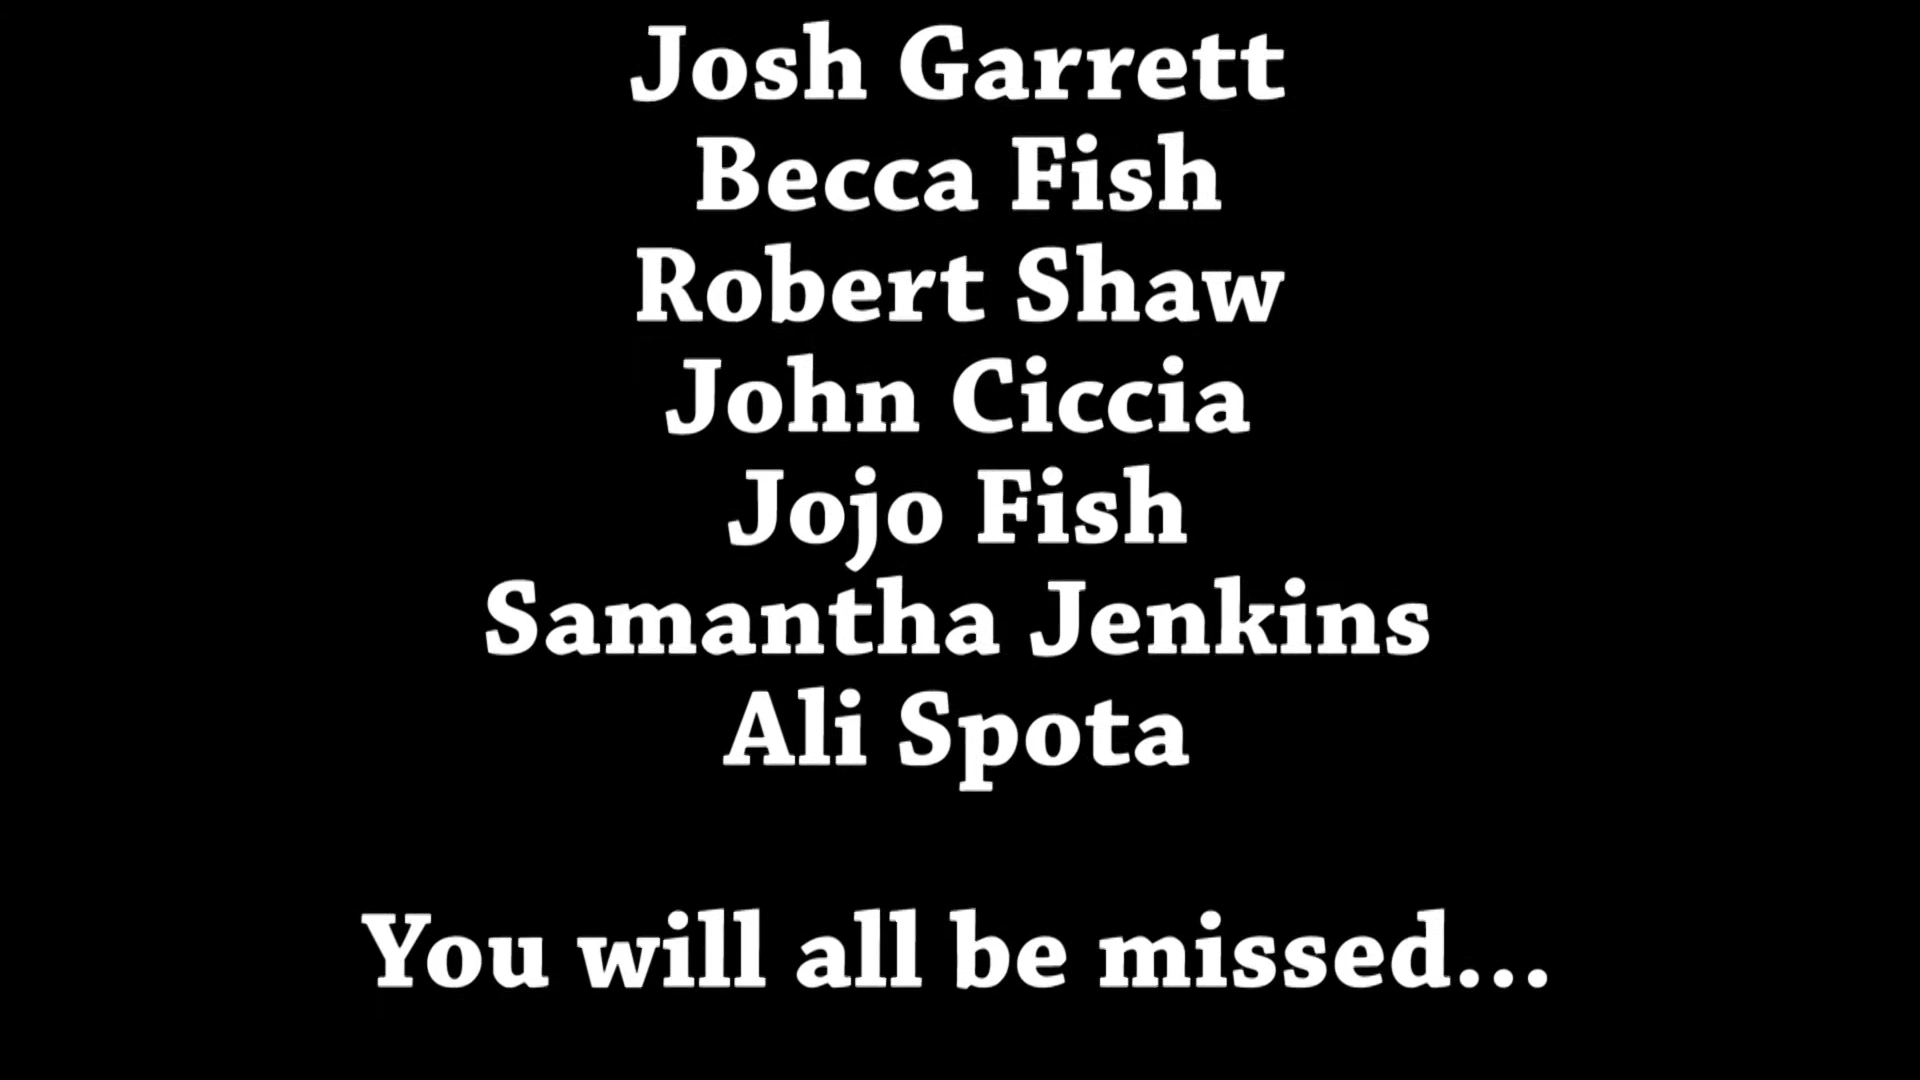 Josh Garrett
Becca Fish
Robert Shaw
John Ciccia
Jojo Fish
Samantha Jenkins
Ali Spota
You will all be missed...